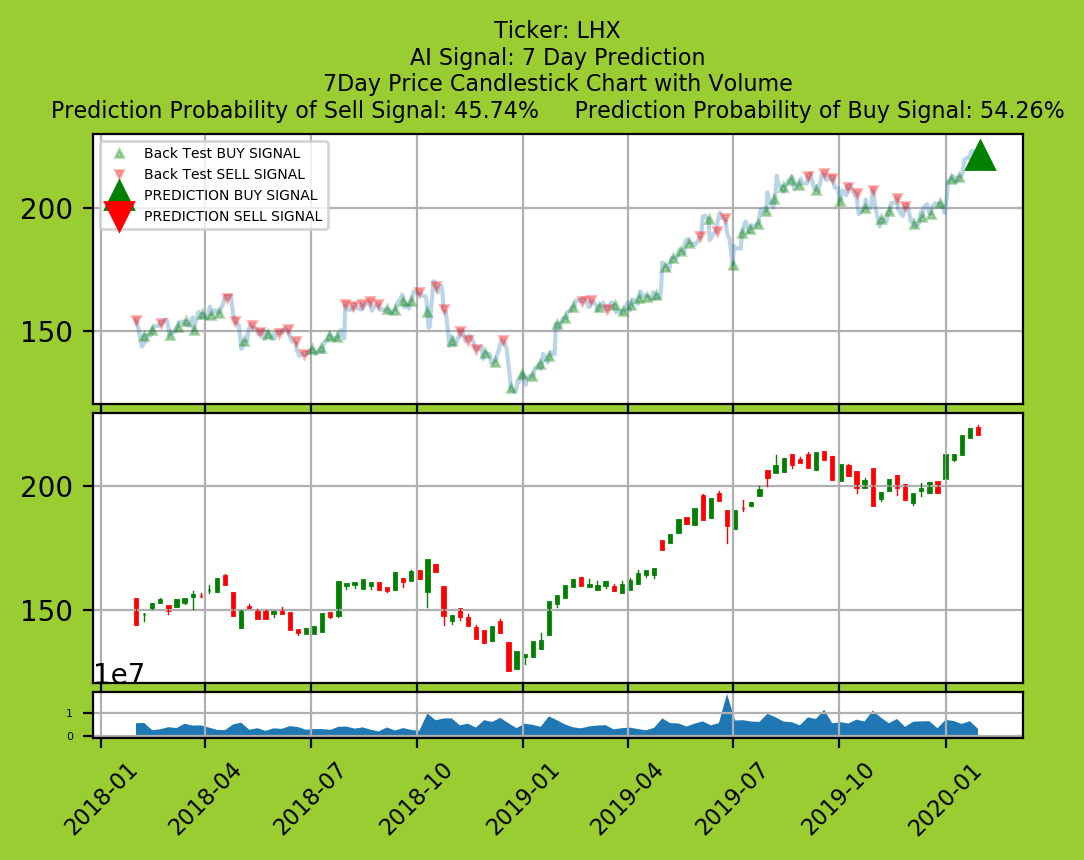 Ticker: LHX
AI Signal: 7 Day Prediction
7Day Price Candlestick Chart with Volume
Prediction Probability of Sell Signal: 45.74%     Prediction Probability of Buy Signal: 54.26%
Back Test BUY SIGNAL
Back Test SELL SIGNAL
PREDICTION BUY SIGNAL
PREDICTION SELL SIGNAL
200
150
200
150
1e7
1
0
2018-01 2018-04 2018-07 2018-10 2019-01 2019-04 2019-07 2019-10 2020-01